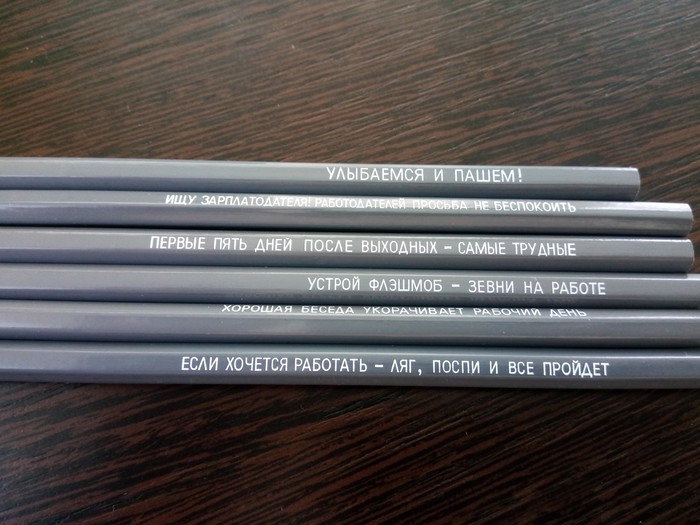 УЛЫБАЕМСЯ И ПАШЕМ!
ИЩУ ЗАРПЛАТОДАТЕЛЯ! РАБОТОДАТЕЛЕЙ ПРОСЬБА НЕ БЕСПОКОИТЬ
ПЕРВЫЕ ПЯТЬ ДНЕЙ ПОСЛЕ ВЫХОДНЫХ - САМЫЕ ТРУДНЫЕ
УСТРОЙ ФЛЭШМОБ - ЗЕВНИ НА РАБОТЕ
ХОРОШАЯ БЕСЕДА УКОРАЧИВАЕТ РАБОЧИЙ ДЕНЬ
ЕСЛИ ХОЧЕТСЯ РАБОТАТЬ - ЛЯГ, ПОСПИ И ВСЕ ПРОЙДЕТ